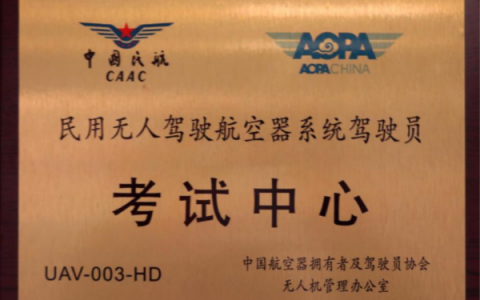 中国民航
CAAC
AOPA
AOPA CHINA
民用无人驾驶航空器系统驾驶员
考试中心
UAV-003-HD
中国航空器拥有者及驾驶员协会
无人机管理办公室